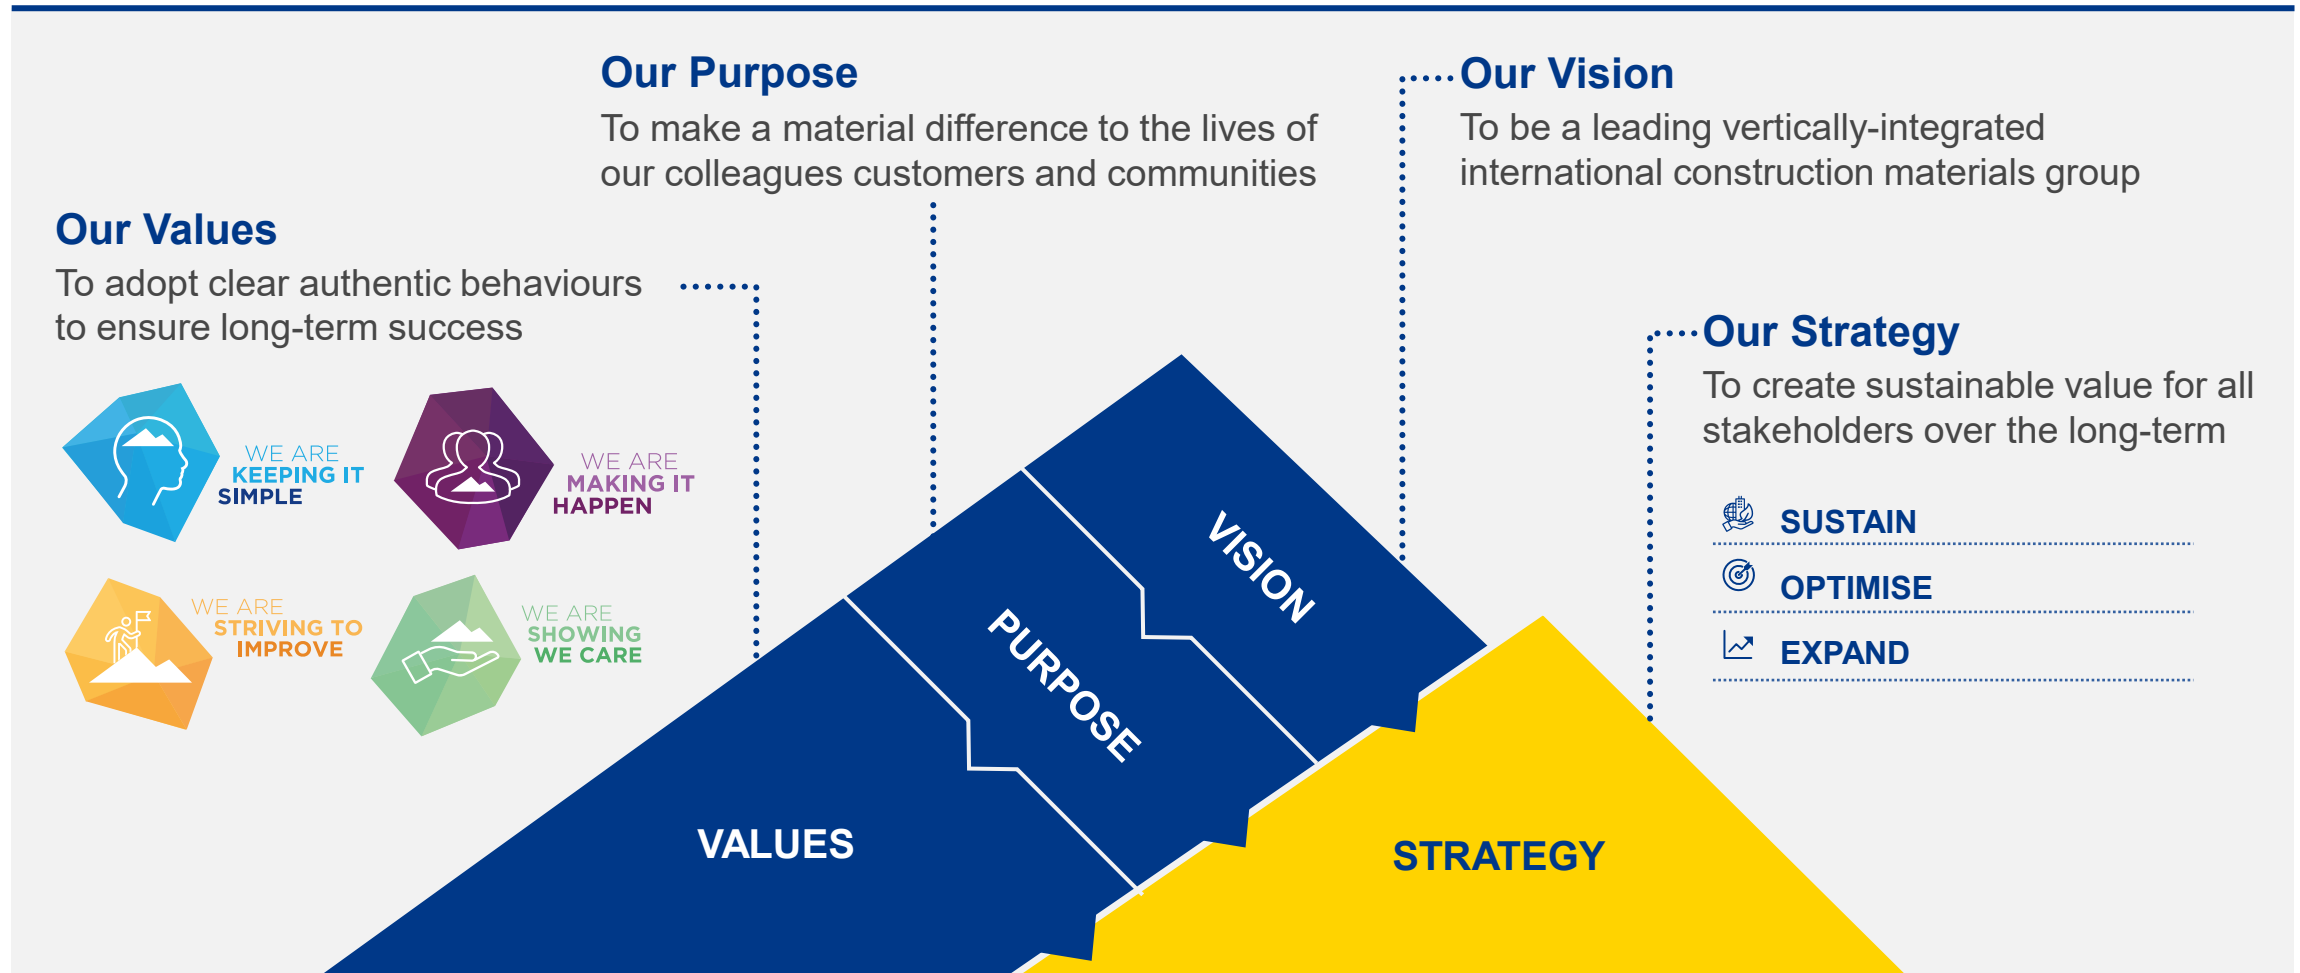 Our Purpose
To make a material difference to the lives of
our colleagues customers and communities
Our Vision
To be a leading vertically-integrated
international construction materials group
Our Values
To adopt clear authentic behaviours
to ensure long-term success
WE ARE
KEEPING IT
SIMPLE
WE ARE
MAKING IT
HAPPEN
WE ARE
STRIVING TO
IMPROVE
WE ARE
SHOWING
WE CARE
Our Strategy
To create sustainable value for all
stakeholders over the long-term
SUSTAIN
OPTIMISE
EXPAND
VISION
PURPOSE
VALUES
STRATEGY